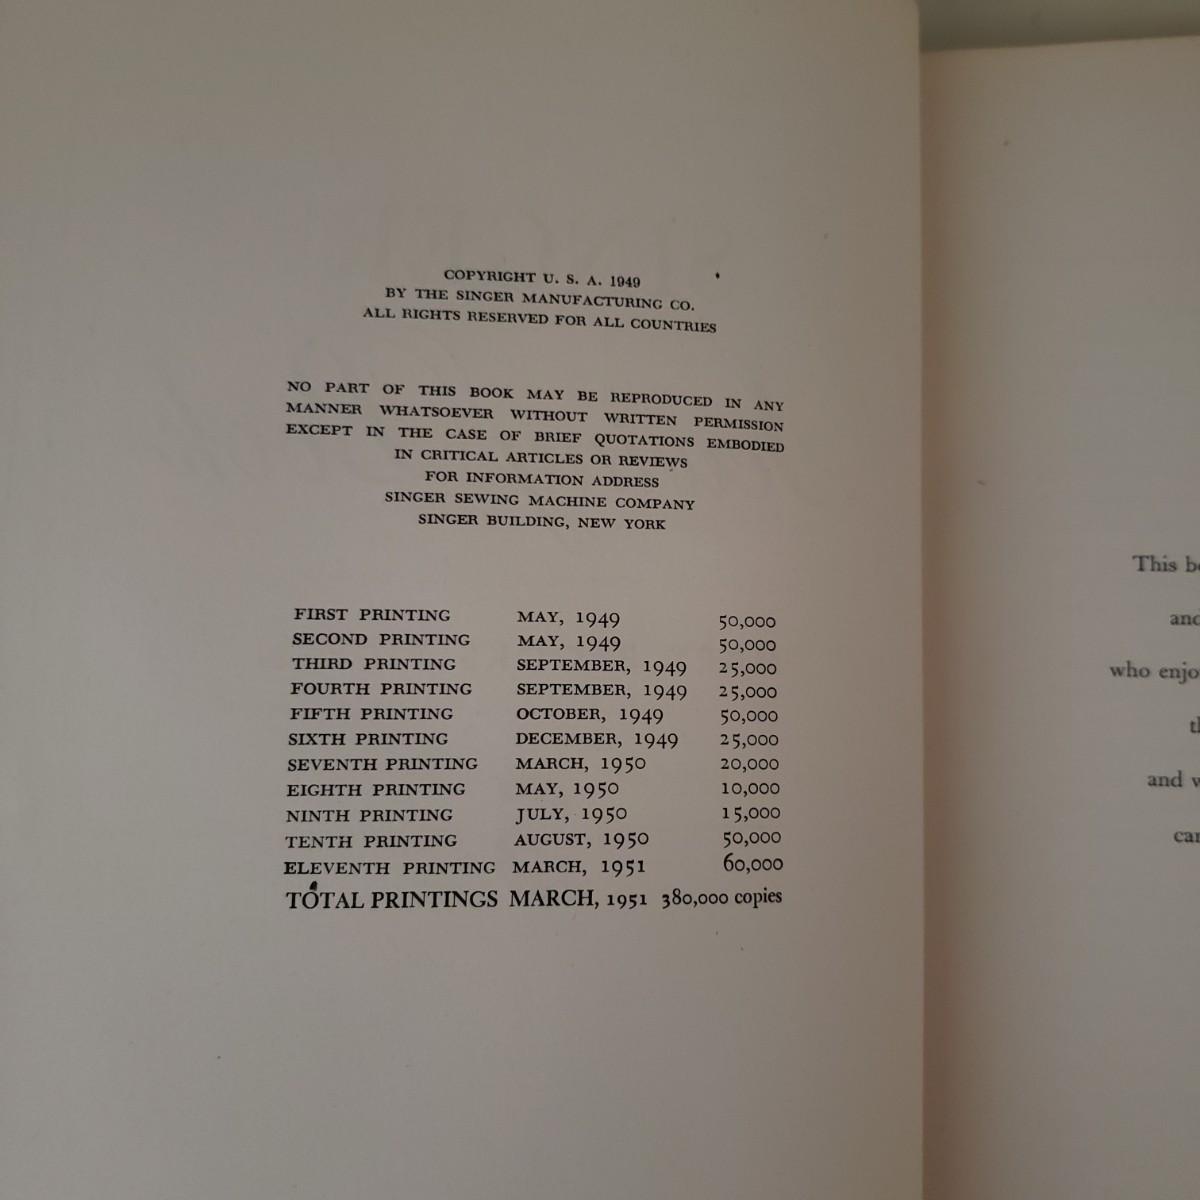 COPYRIGHT U. S. A. 1949
BY THE SINGER MANUFACTURING CO.
ALL RIGHTS RESERVED FOR ALL COUNTRIES
NO PART OF THIS BOOK MAY BE REPRODUCED IN ANY
MANNER WHATSOEVER WITHOUT WRITTEN PERMISSION
EXCEPT IN THE CASE OF BRIEF QUOTATIONS EMBODIED
IN CRITICAL ARTICLES OR REVIEWS
FOR INFORMATION ADDRESS
SINGER SEWING MACHINE COMPANY
SINGER BUILDING, NEW YORK
FIRST PRINTING MAY, 1949 50,000
SECOND PRINTING MAY, 1949 50,000
THIRD PRINTING SEPTEMBER, 1949 25,000
FOURTH PRINTING SEPTEMBER, 1949 25,000
FIFTH PRINTING OCTOBER, 1949 50,000
SIXTH PRINTING DECEMBER, 1949 25,000
SEVENTH PRINTING MARCH, 1950 20,000
EIGHTH PRINTING MAY, 1950 10,000
NINTH PRINTING JULY, 1950 15,000
TENTH PRINTING AUGUST, 1950 50,000
ELEVENTH PRINTING MARCH, 1951 60,000
TOTAL PRINTINGS MARCH, 1951 380,000 copies
This
who
and